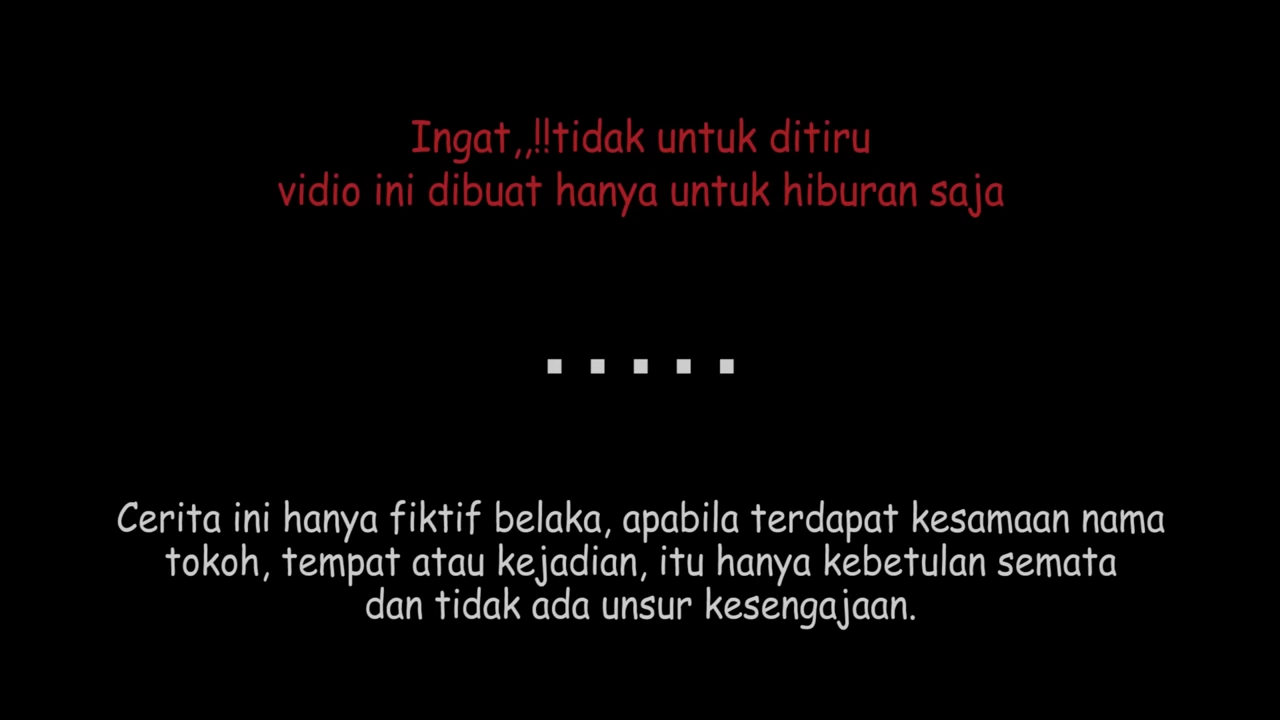 Ingat,,!!tidak untuk ditiru
vidio ini dibuat hanya untuk hiburan saja
. . . . .
Cerita ini hanya fiktif belaka, apabila terdapat kesamaan nama
tokoh, tempat atau kejadian, itu hanya kebetulan semata
dan tidak ada unsur kesengajaan.